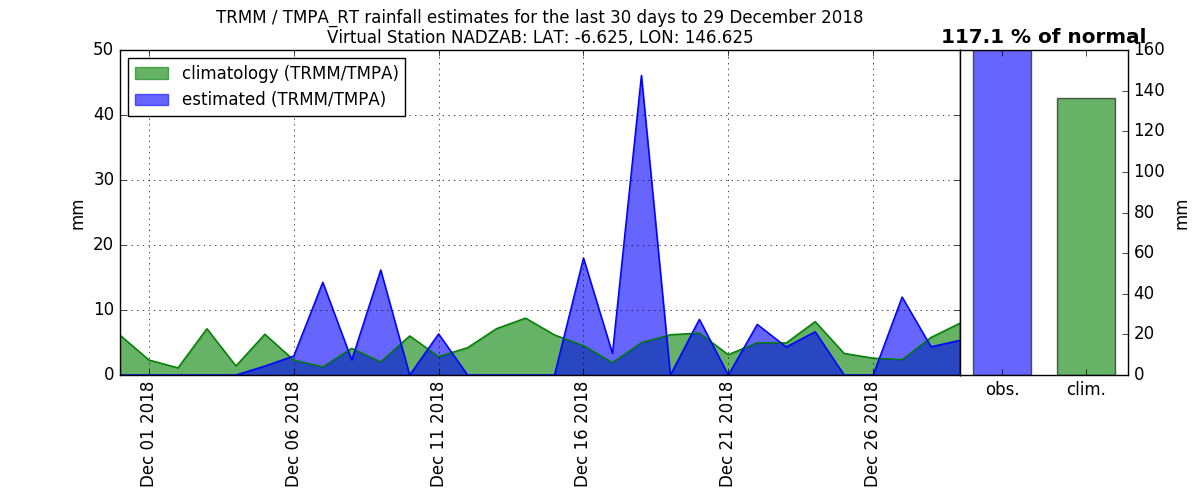 TRMM / TMPA_RT rainfall estimates for the last 30 days to 29 December 2018
Virtual Station NADZAB: LAT: -6.625, LON: 146.625
117.1 % of normal
climatology (TRMM/TMPA)
estimated (TRMM/TMPA)
mm
50
40
30
20
10
0
Dec 01 2018
Dec 06 2018
Dec 11 2018
Dec 16 2018
Dec 21 2018
Dec 26 2018
obs.
clim.
160
140
120
100
80
60
40
20
0
mm